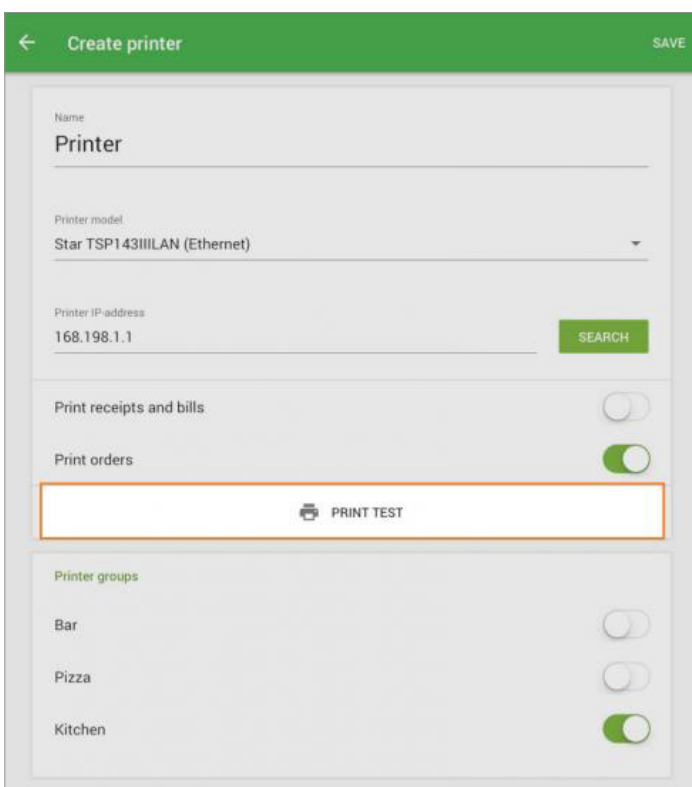 Create printer
SAVE
Name
Printer
Printer model
Star TSP143IIILAN (Ethernet)
Printer IP-address
168.198.1.1
SEARCH
Print receipts and bills
Print orders
PRINT TEST
Printer groups
Bar
Pizza
Kitchen